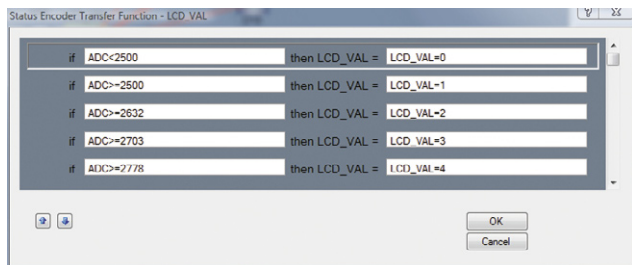 Status Encoder Transfer Function - LCD_VAL
if ADC<2500 then LCD_VAL = LCD_VAL=0
if ADC>=2500 then LCD_VAL = LCD_VAL=1
if ADC>=2632 then LCD_VAL = LCD_VAL=2
if ADC>=2703 then LCD_VAL = LCD_VAL=3
if ADC>=2778 then LCD_VAL = LCD_VAL=4
OK
Cancel